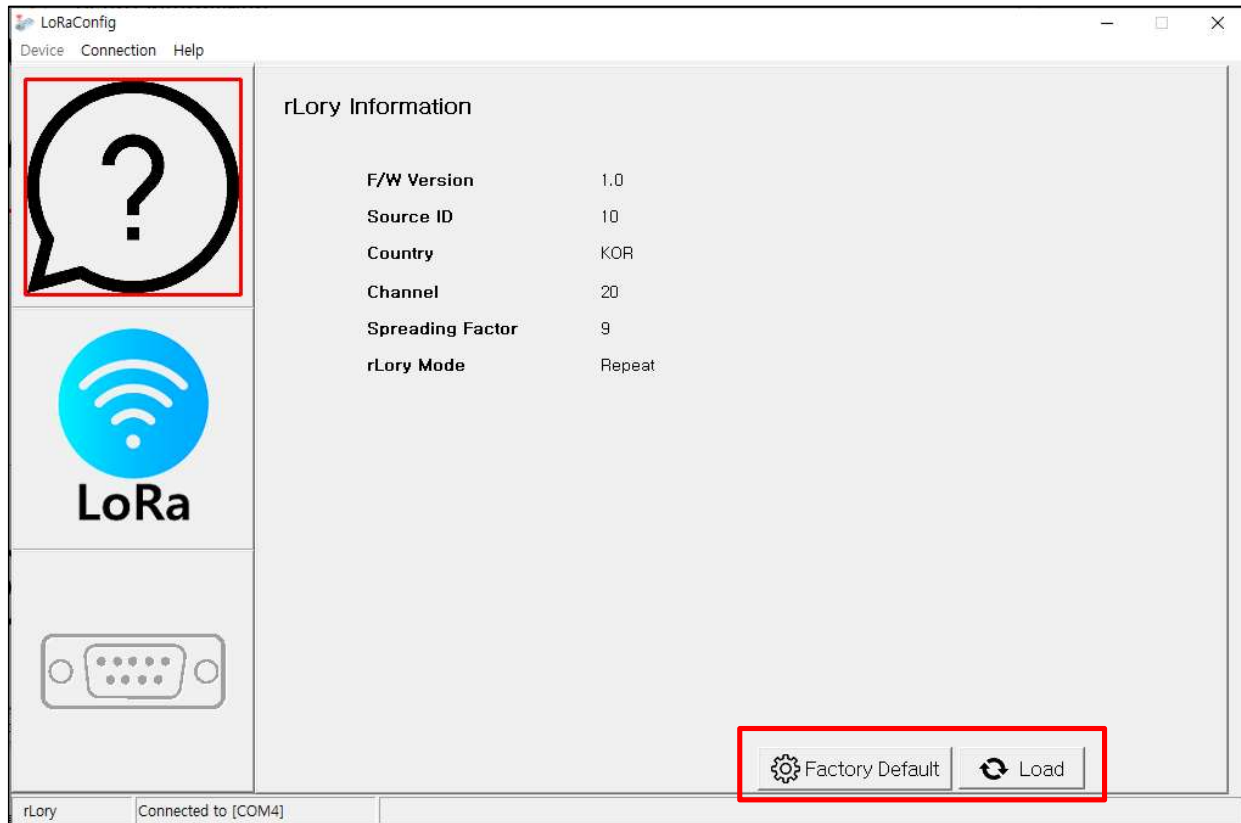 LoRaConfig
Device Connection Help
?
rLory Information
F/W Version 1.0
Source ID 10
Country KOR
Channel 20
Spreading Factor 9
rLory Mode Repeat
LoRa
Factory Default Load
rLory Connected to [COM4]